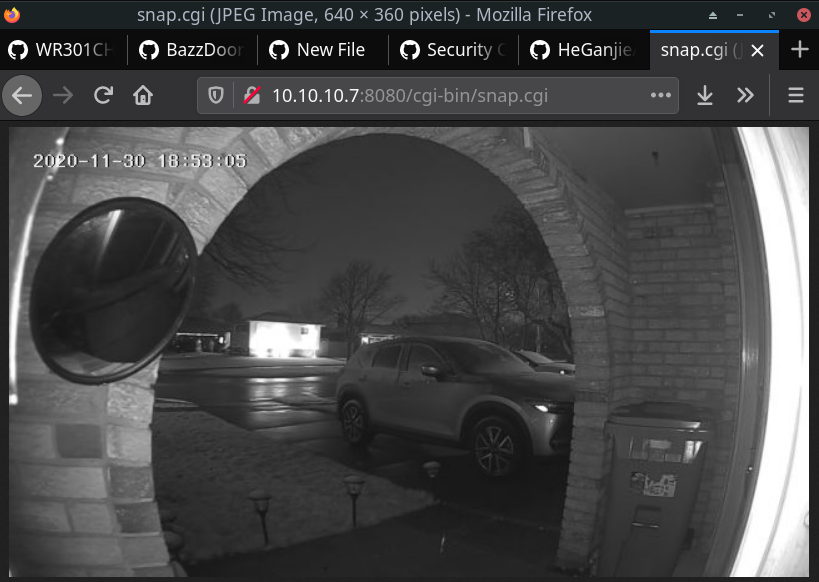 snap.cgi (JPEG Image, 640 × 360 pixels) - Mozilla Firefox
WR301CH
BazzDoor
New File
Security C
HeGanjie
snap.cgi (J
10.10.10.7:8080/cgi-bin/snap.cgi
2020-11-30 18:53:05